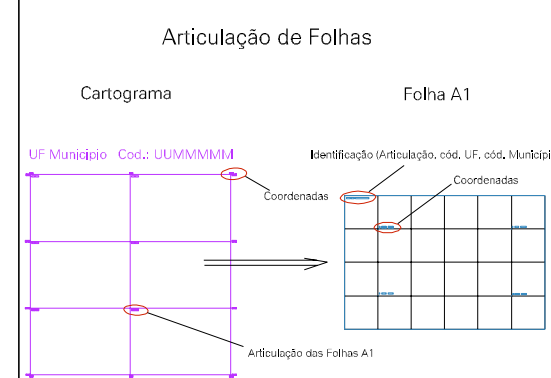 Articulação de Folhas
Cartograma
Folha A1
UF Município Cod.: UUMMMMM
Identificação (Articulação, cód. UF, cód. Municípi
Coordenadas
Coordenadas
Articulação das Folhas A1